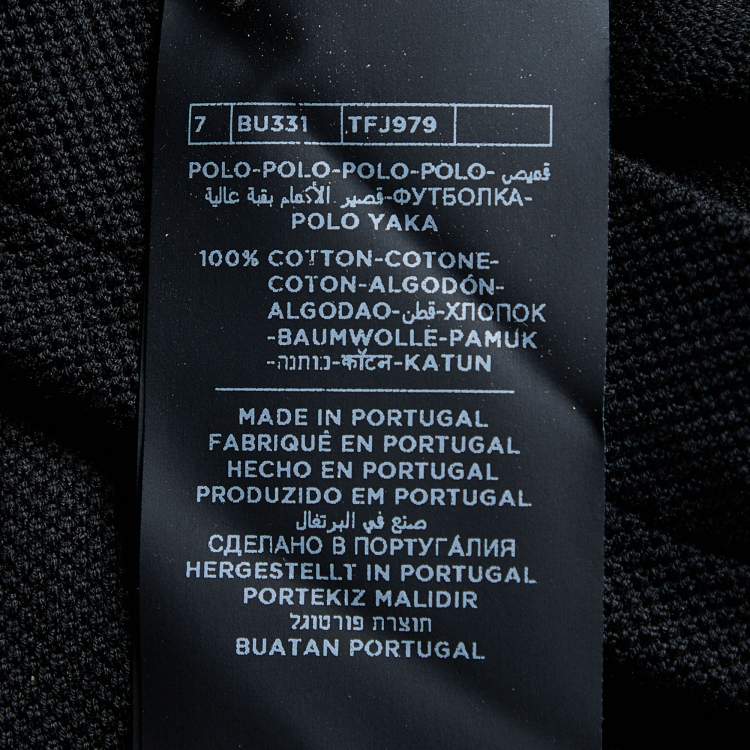 7 BU331 TFJ979
POLO-POLO-POLO-POLO- قميص
قصير الأكمام بقبة عالية-ФУТБОЛКА-
POLO YAKA
100% COTTON-COTONE-
COTON-ALGODÓN-
ALGODAO-قطن-ХЛОПОК
-BAUMWOLLE-PAMUK
-כותנה-कॉटन-KATUN
MADE IN PORTUGAL
FABRIQUÊ EN PORTUGAL
HECHO EN PORTUGAL
PRODUZIDO EM PORTUGAL
صنع في البرتغال
СДЕЛАНО В ПОРТУГÁЛИЯ
HERGESTELLT IN PORTUGAL
PORTEKIZ MALIDIR
תוצרת פורטוגל
BUATAN PORTUGAL